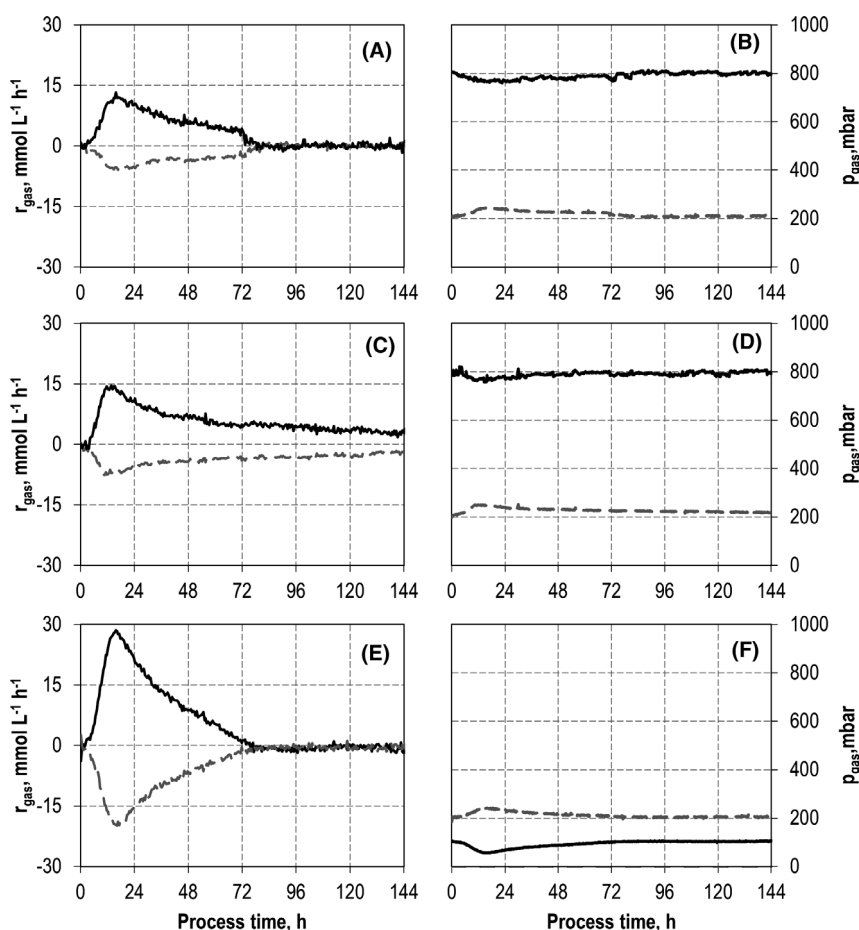 30
15
0
-15
-30
r_gas, mmol L⁻¹ h⁻¹
(A)
0 24 48 72 96 120 144
(B)
1000
800
600
400
200
0
p_gas,mbar
0 24 48 72 96 120 144
30
15
0
-15
-30
r_gas, mmol L⁻¹ h⁻¹
(C)
0 24 48 72 96 120 144
(D)
1000
800
600
400
200
0
p_gas,mbar
0 24 48 72 96 120 144
30
15
0
-15
-30
r_gas, mmol L⁻¹ h⁻¹
(E)
0 24 48 72 96 120 144
Process time, h
(F)
1000
800
600
400
200
0
p_gas,mbar
0 24 48 72 96 120 144
Process time, h